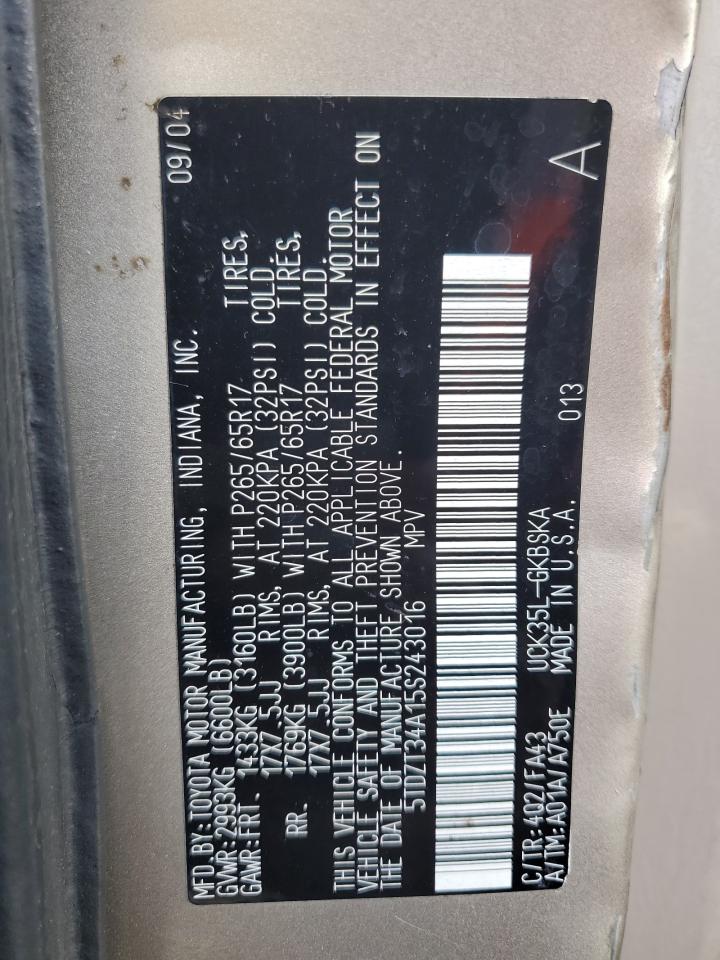 MFD.BY:TOYOTA MOTOR MANUFACTURING, INDIANA, INC. 09/04
GVWR:2993KG (6600LB)
GAWR:FRT. 1433KG (3160LB) WITH P265/65R17 TIRES,
17X7.5JJ RIMS, AT 220KPA (32PSI) COLD.
RR. 1769KG (3900LB) WITH P265/65R17 TIRES,
17X7.5JJ RIMS, AT 220KPA (32PSI) COLD.
THIS VEHICLE CONFORMS TO ALL APPLICABLE FEDERAL MOTOR
VEHICLE SAFETY AND THEFT PREVENTION STANDARDS IN EFFECT ON
THE DATE OF MANUFACTURE SHOWN ABOVE.
5TDZT34A15S243016 MPV
C/TR:4Q2/FA43 UCK35L-GKBSKA 013
A/TM:A01A/A750E MADE IN U.S.A. A